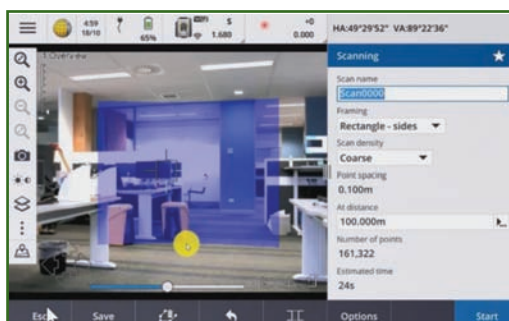 4:59
18/10
65%
S
1.680
+0
0.000
HA:49°29'52" VA:89°22'36"
Scanning
Scan name
Scan0000
Framing
Rectangle - sides
Scan density
Coarse
Point spacing
0.100m
At distance
100.000m
Number of points
161,322
Estimated time
24s
Esc
Save
Options
Start